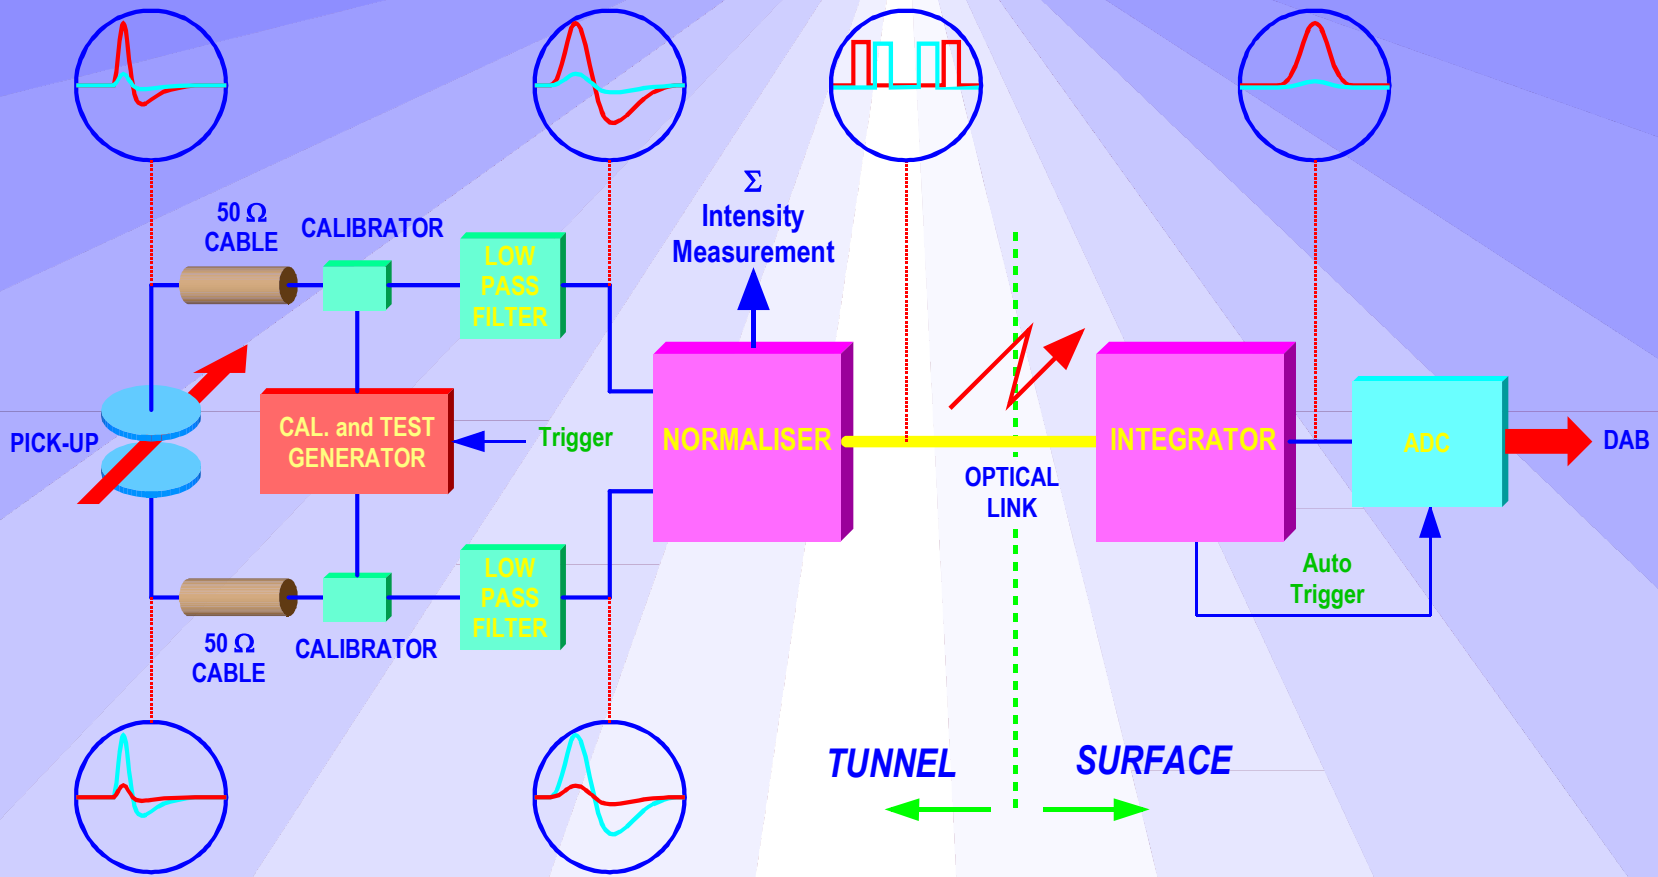 50 Ω
CABLE
CALIBRATOR
LOW
PASS
FILTER
Σ
Intensity
Measurement
PICK-UP
CAL. and TEST
GENERATOR
Trigger
NORMALISER
OPTICAL
LINK
INTEGRATOR
ADC
DAB
Auto
Trigger
50 Ω
CABLE
CALIBRATOR
LOW
PASS
FILTER
TUNNEL
SURFACE